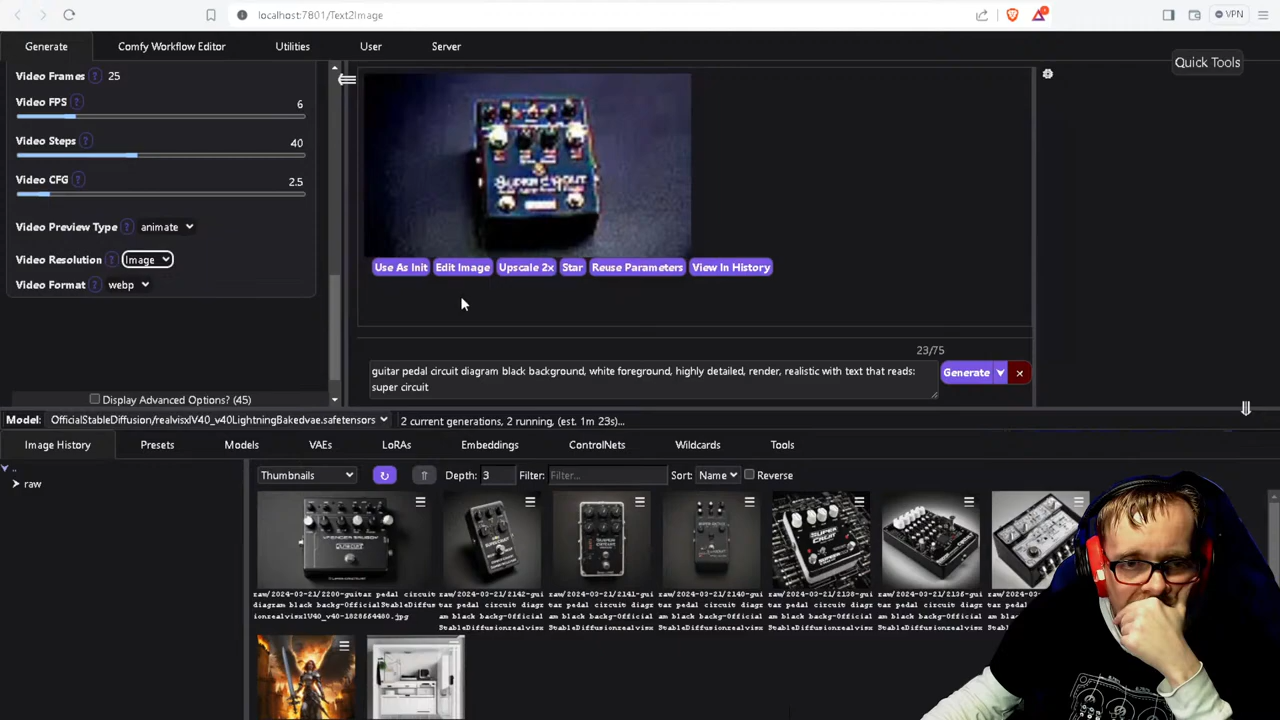 localhost:7801/Text2Image
VPN
Generate
Comfy Workflow Editor
Utilities
User
Server
Quick Tools
Video Frames ? 25
Video FPS ? 6
Video Steps ? 40
Video CFG ? 2.5
Video Preview Type ? animate
Video Resolution ? Image
Video Format ? webp
Use As Init
Edit Image
Upscale 2x
Star
Reuse Parameters
View In History
23/75
guitar pedal circuit diagram black background, white foreground, highly detailed, render, realistic with text that reads:
super circuit
Generate
Display Advanced Options? (45)
Model: OfficialStableDiffusion/realvisxlV40_v40LightningBakedvae.safetensors
2 current generations, 2 running, (est. 1m 23s)...
Image History
Presets
Models
VAEs
LoRAs
Embeddings
ControlNets
Wildcards
Tools
..
raw
Thumbnails
Depth: 3
Filter: Filter...
Sort: Name
Reverse